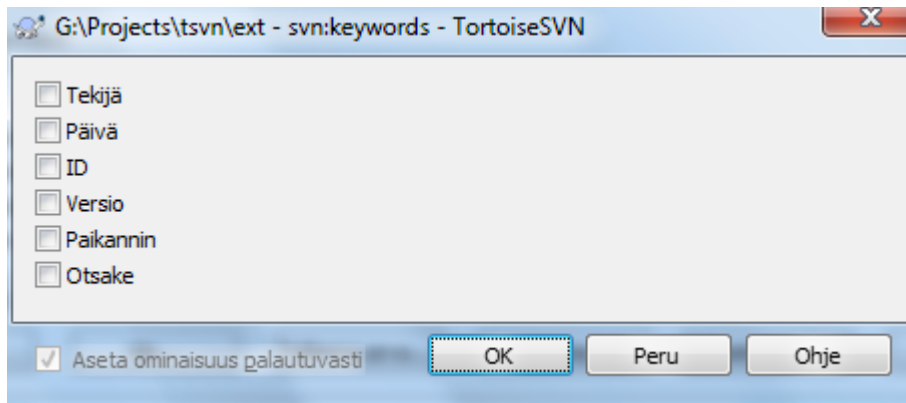 G:\Projects\tsvn\ext - svn:keywords - TortoiseSVN
Tekijä
Päivä
ID
Versio
Paikannin
Otsake
Aseta ominaisuus palautuvasti
OK
Peru
Ohje